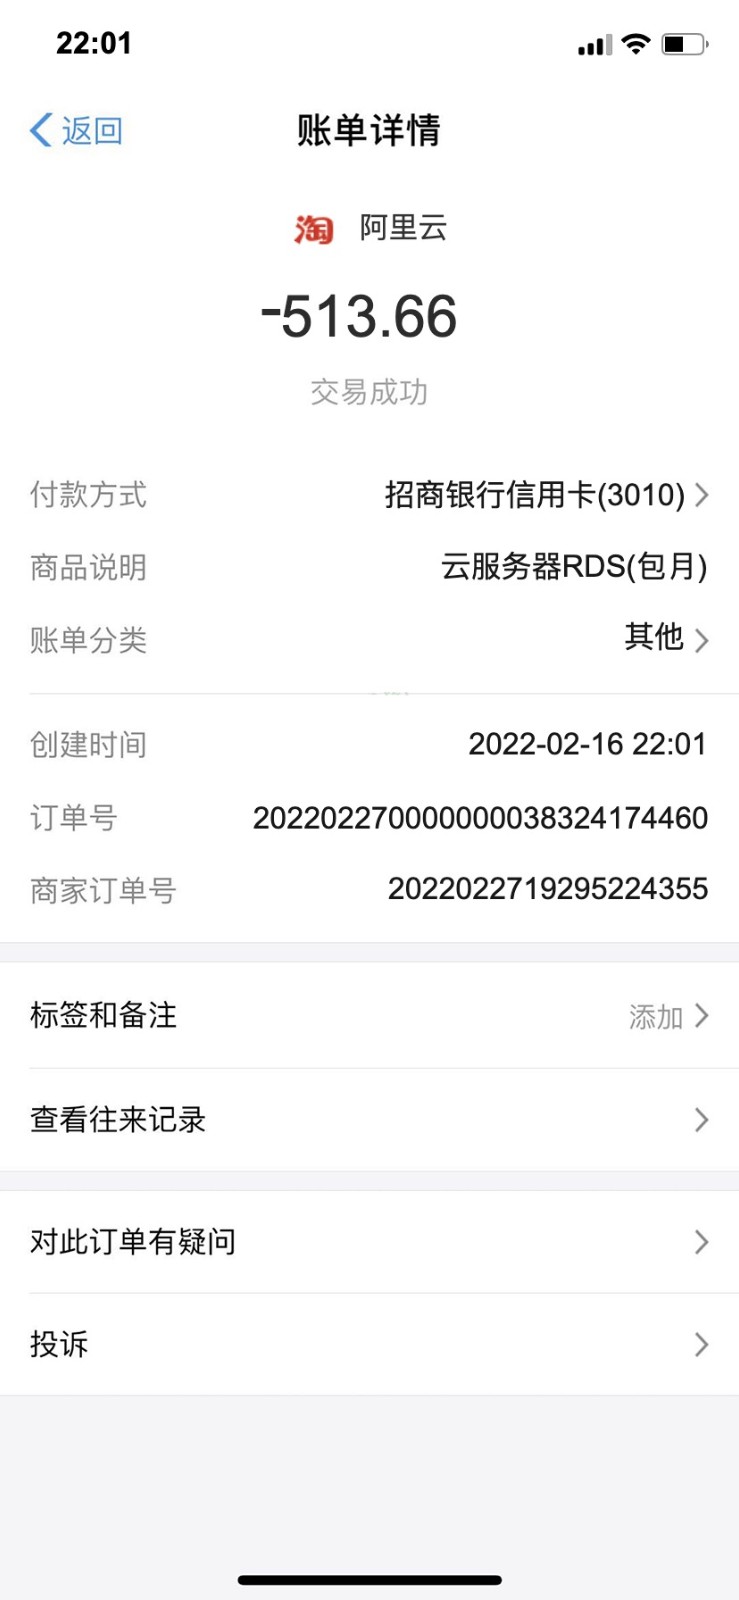 22:01
返回
账单详情
淘 阿里云
-513.66
交易成功
付款方式 招商银行信用卡(3010)
商品说明 云服务器RDS(包月)
账单分类 其他
创建时间 2022-02-16 22:01
订单号 202202270000000038324174460
商家订单号 2022022719295224355
标签和备注 添加
查看往来记录
对此订单有疑问
投诉